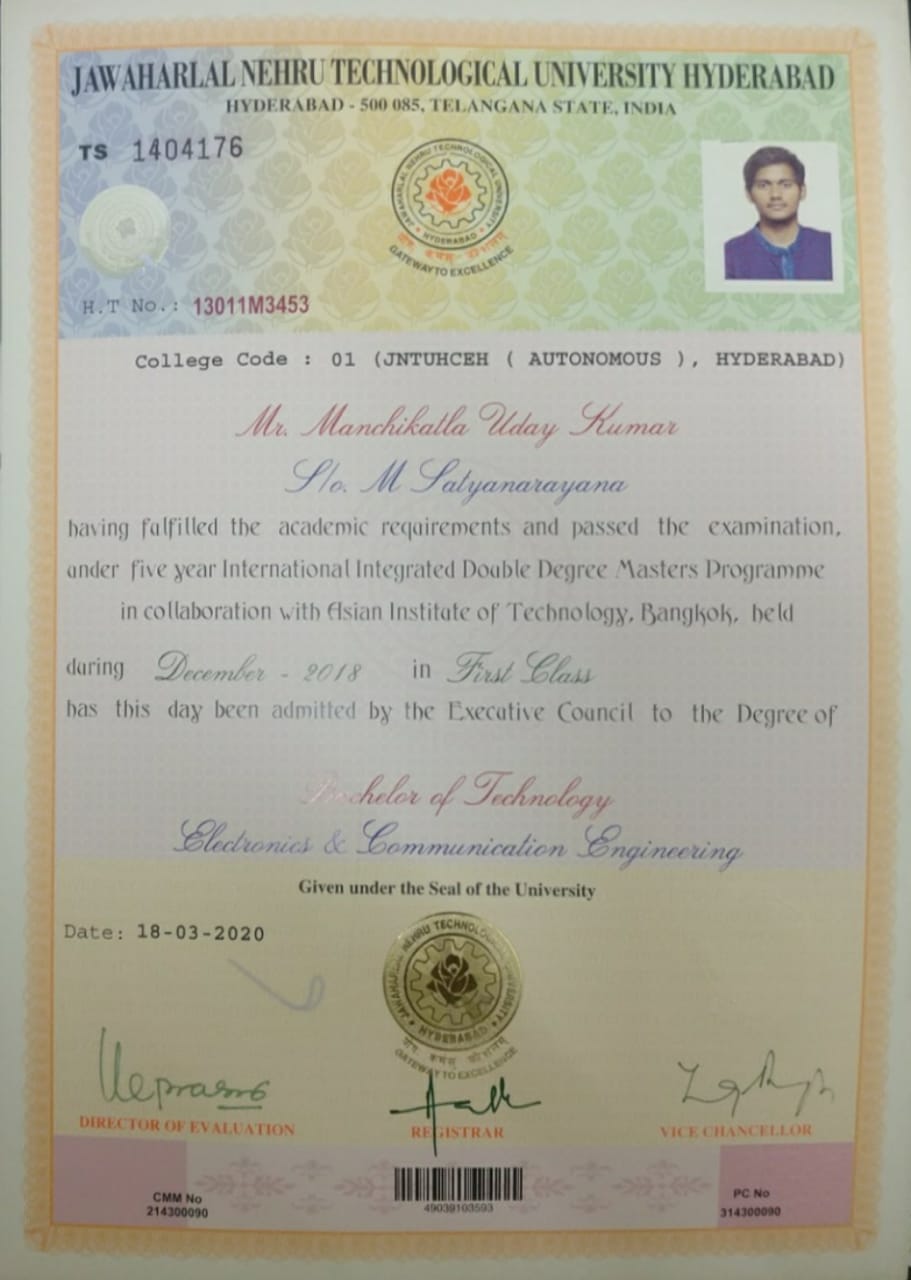 JAWAHARLAL NEHRU TECHNOLOGICAL UNIVERSITY HYDERABAD
HYDERABAD - 500 085, TELANGANA STATE, INDIA
TS 1404176
JAWAHARLAL NEHRU TECHNOLOGICAL UNIVERSITY
HYDERABAD
योगः कर्मसु कौशलम्
GATEWAY TO EXCELLENCE
H.T No.: 13011M3453
College Code : 01 (JNTUHCEH ( AUTONOMOUS ), HYDERABAD)
Mr. Manchikatla Uday Kumar
S/o. M Satyanarayana
having fulfilled the academic requirements and passed the examination,
under five year International Integrated Double Degree Masters Programme
in collaboration with Asian Institute of Technology, Bangkok, held
during December - 2018 in First Class
has this day been admitted by the Executive Council to the Degree of
Bachelor of Technology
Electronics & Communication Engineering
Given under the Seal of the University
Date: 18-03-2020
JAWAHARLAL NEHRU TECHNOLOGICAL UNIVERSITY
HYDERABAD
योगः कर्मसु कौशलम्
GATEWAY TO EXCELLENCE
DIRECTOR OF EVALUATION
REGISTRAR
VICE CHANCELLOR
CMM No
214300090
49039103593
PC No
314300090